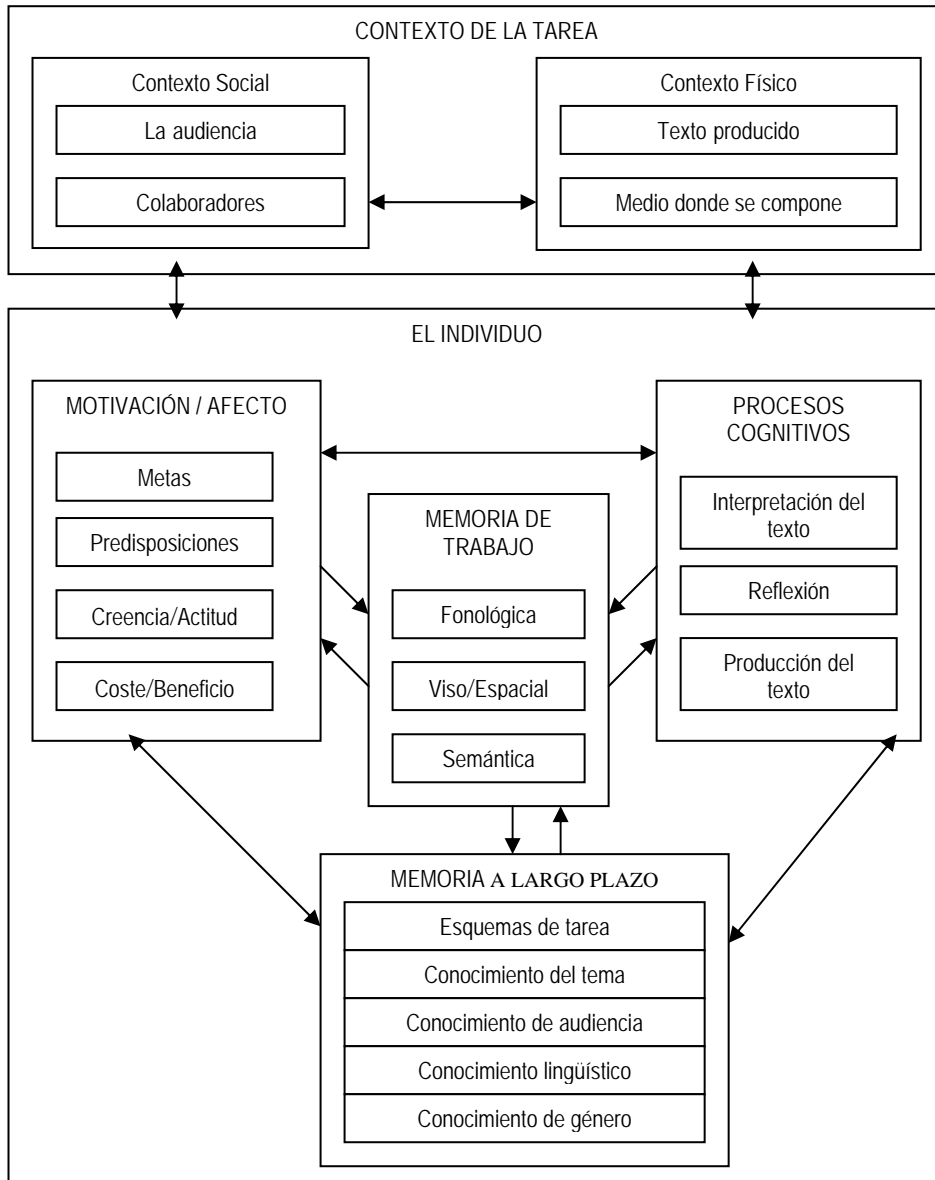 CONTEXTO DE LA TAREA
Contexto Social
La audiencia
Colaboradores
Contexto Físico
Texto producido
Medio donde se compone
EL INDIVIDUO
MOTIVACIÓN / AFECTO
Metas
Predisposiciones
Creencia/Actitud
Coste/Beneficio
MEMORIA DE
TRABAJO
Fonológica
Viso/Espacial
Semántica
PROCESOS
COGNITIVOS
Interpretación del
texto
Reflexión
Producción del
texto
MEMORIA A LARGO PLAZO
Esquemas de tarea
Conocimiento del tema
Conocimiento de audiencia
Conocimiento lingüístico
Conocimiento de género